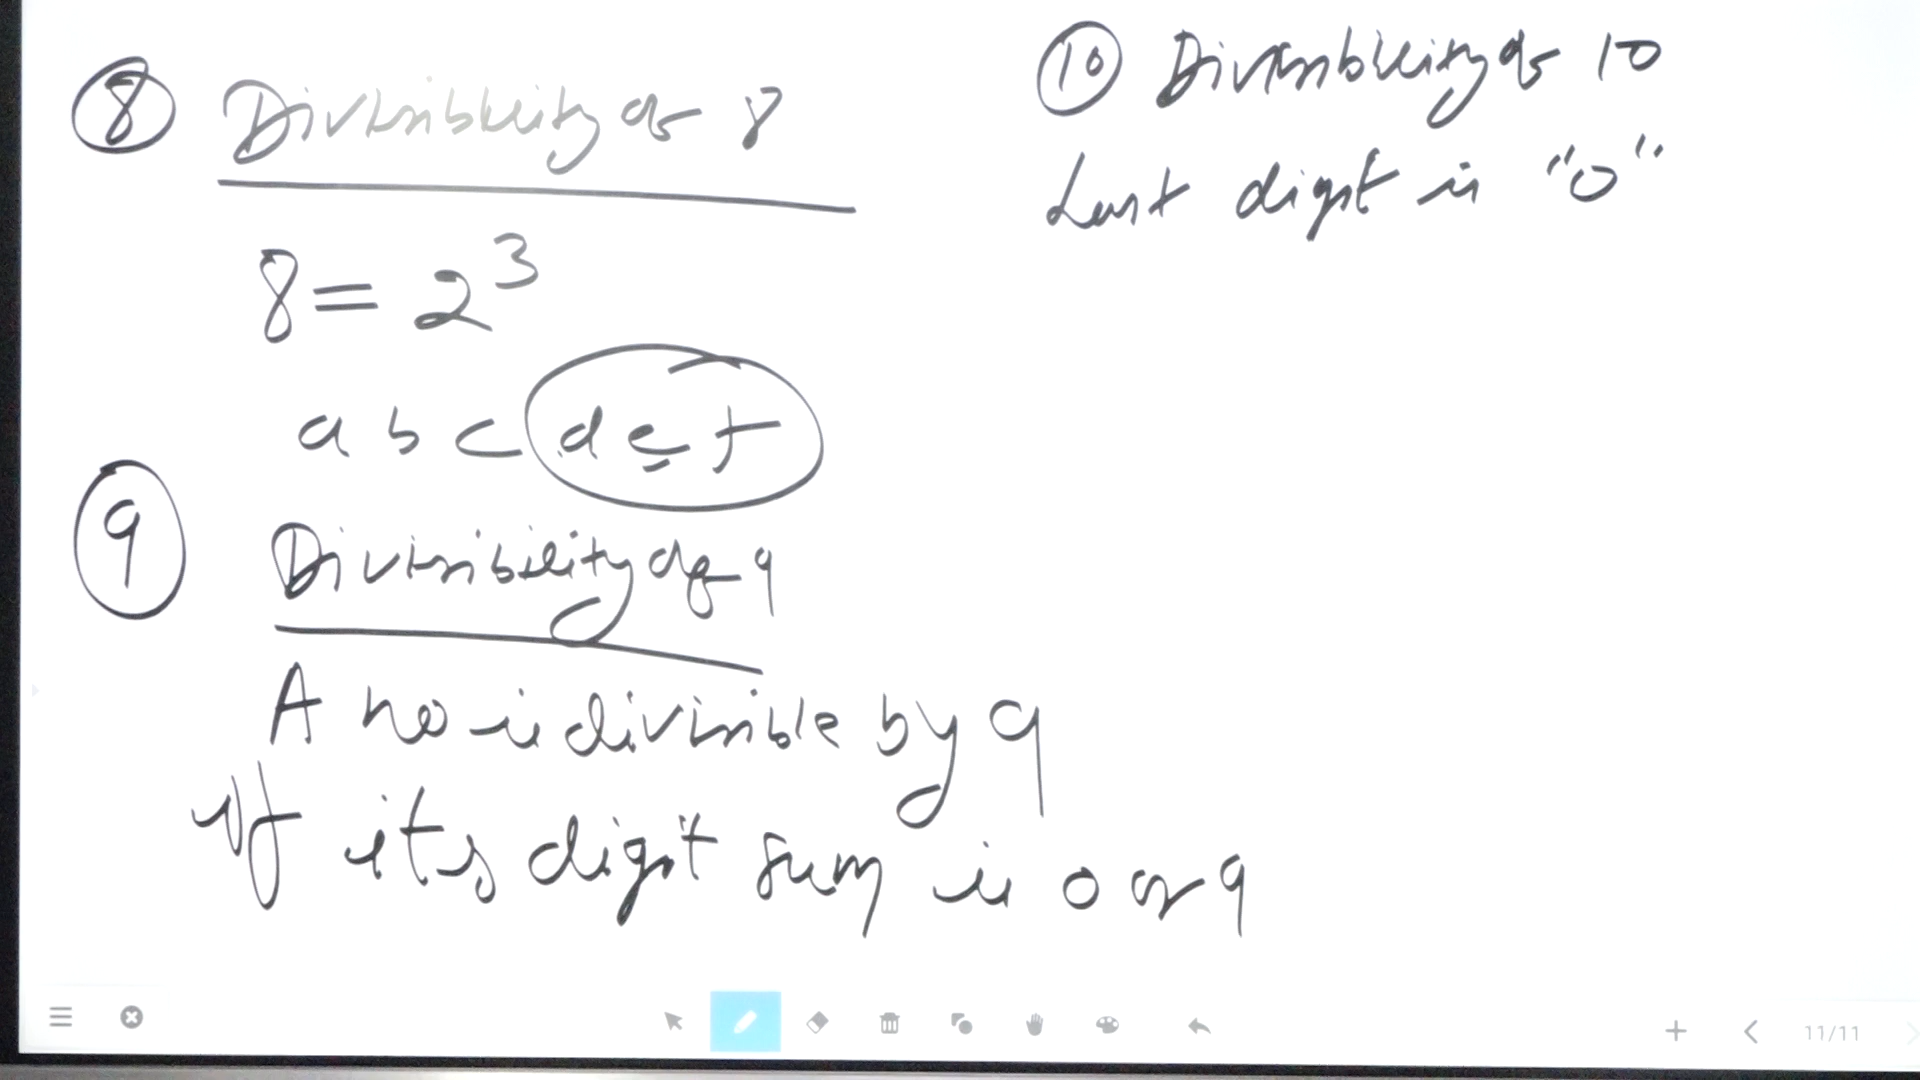 8 Divisibility of 8
8 = 2³
a b c d e f
9 Divisibility of 9
A no is divisible by 9
if its digit sum is 0 or 9
10 Divisibility of 10
Last digit is "0"
11/11